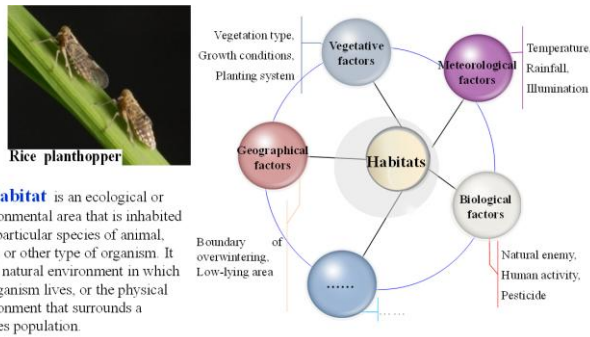 Rice planthopper
abitat is an ecological or
onmental area that is inhabited
particular species of animal,
or other type of organism. It
natural environment in which
ganism lives, or the physical
onment that surrounds a
es population.
Vegetation type,
Growth conditions,
Planting system
Vegetative
factors
Meteorological
factors
Temperature,
Rainfall,
Illumination
Geographical
factors
Habitats
Biological
factors
Boundary of
overwintering,
Low-lying area
Natural enemy,
Human activity,
Pesticide
......
......